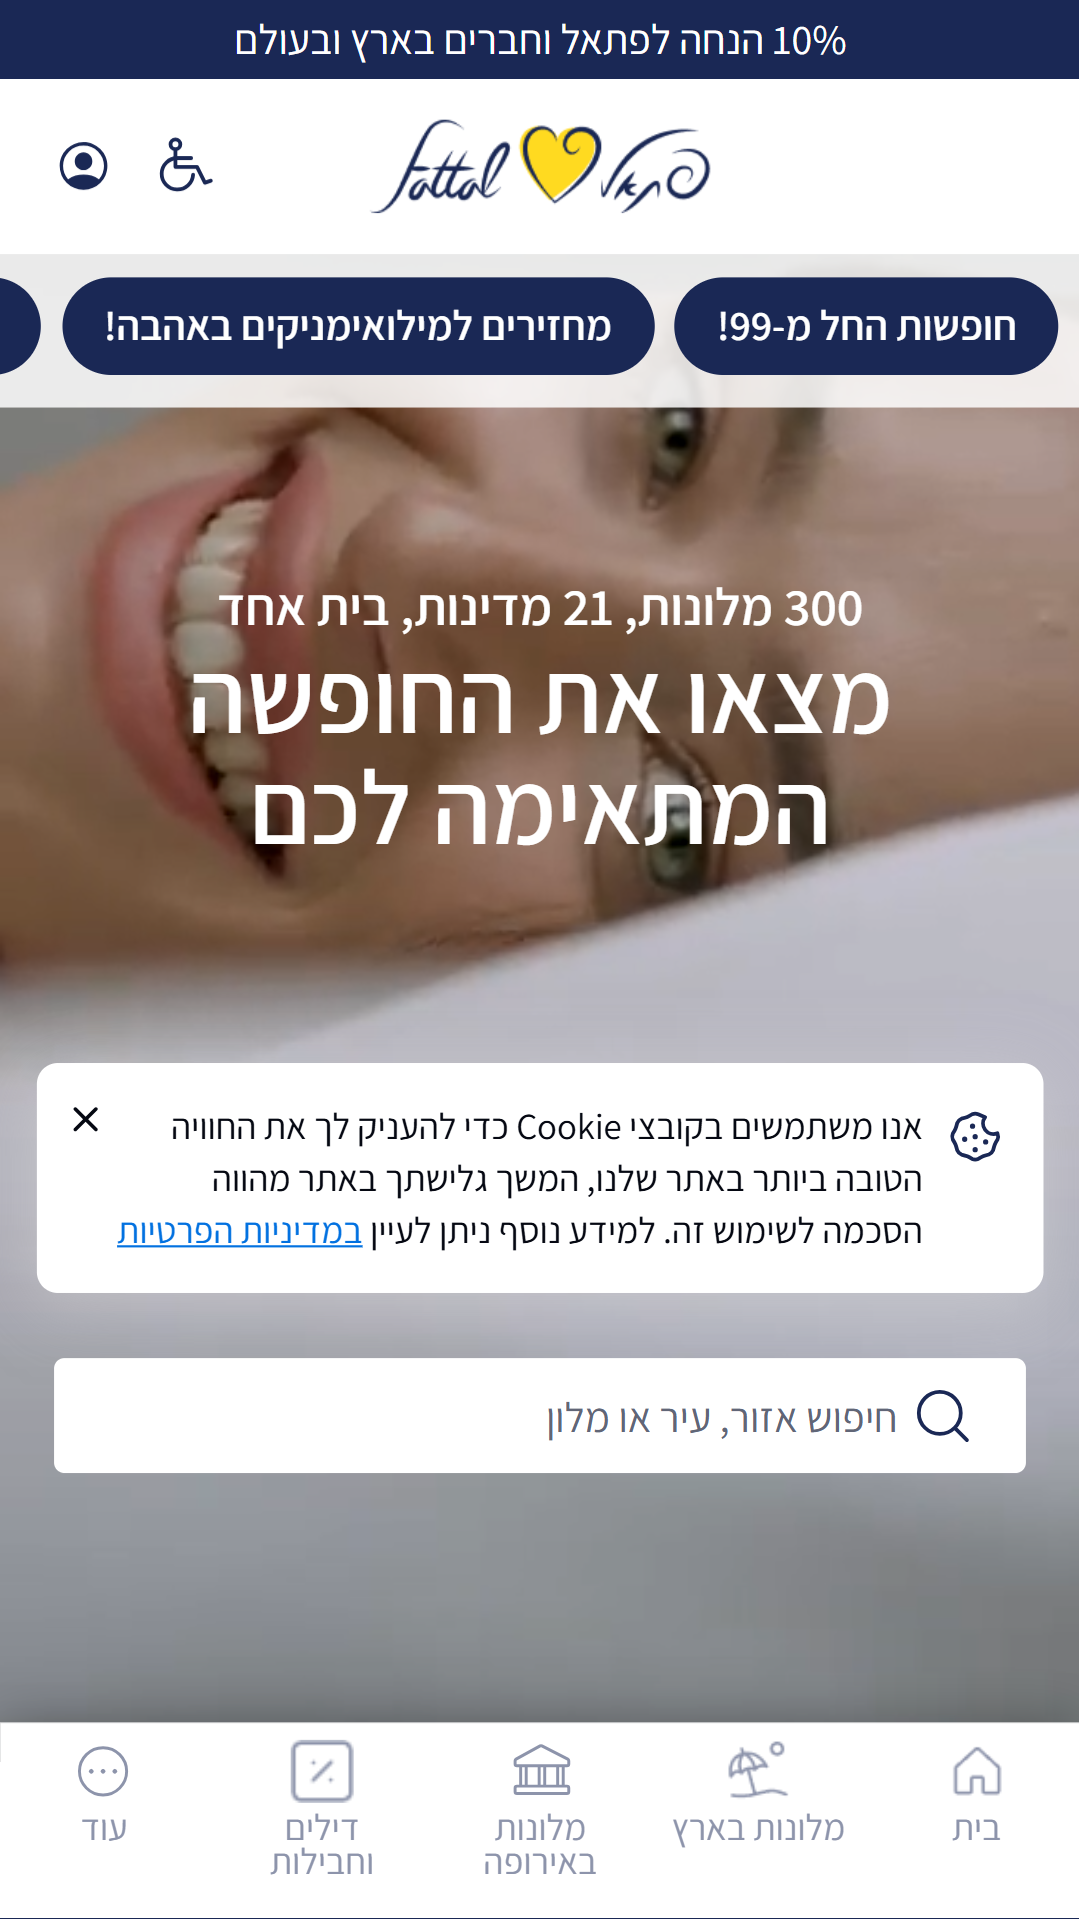 10% הנחה לפתאל וחברים בארץ ובעולם
fattal פתאל
חופשות החל מ-99!
מחזירים למילואימניקים באהבה!
300 מלונות, 21 מדינות, בית אחד
מצאו את החופשה
המתאימה לכם
אנו משתמשים בקובצי Cookie כדי להעניק לך את החוויה
הטובה ביותר באתר שלנו, המשך גלישתך באתר מהווה
הסכמה לשימוש זה. למידע נוסף ניתן לעיין במדיניות הפרטיות
חיפוש אזור, עיר או מלון
בית
מלונות בארץ
מלונות
באירופה
דילים
וחבילות
עוד